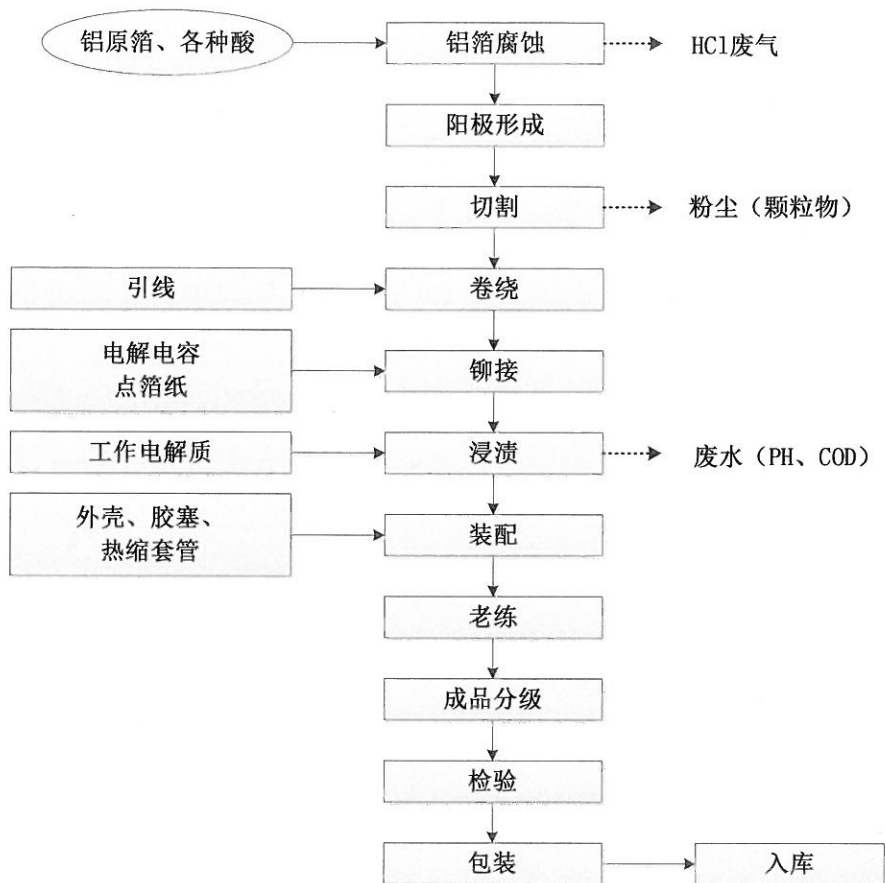 铝原箔、各种酸
铝箔腐蚀
HCl废气
阳极形成
切割
粉尘（颗粒物）
引线
卷绕
电解电容
点箔纸
铆接
工作电解质
浸渍
废水（PH、COD）
外壳、胶塞、
热缩套管
装配
老练
成品分级
检验
包装
入库